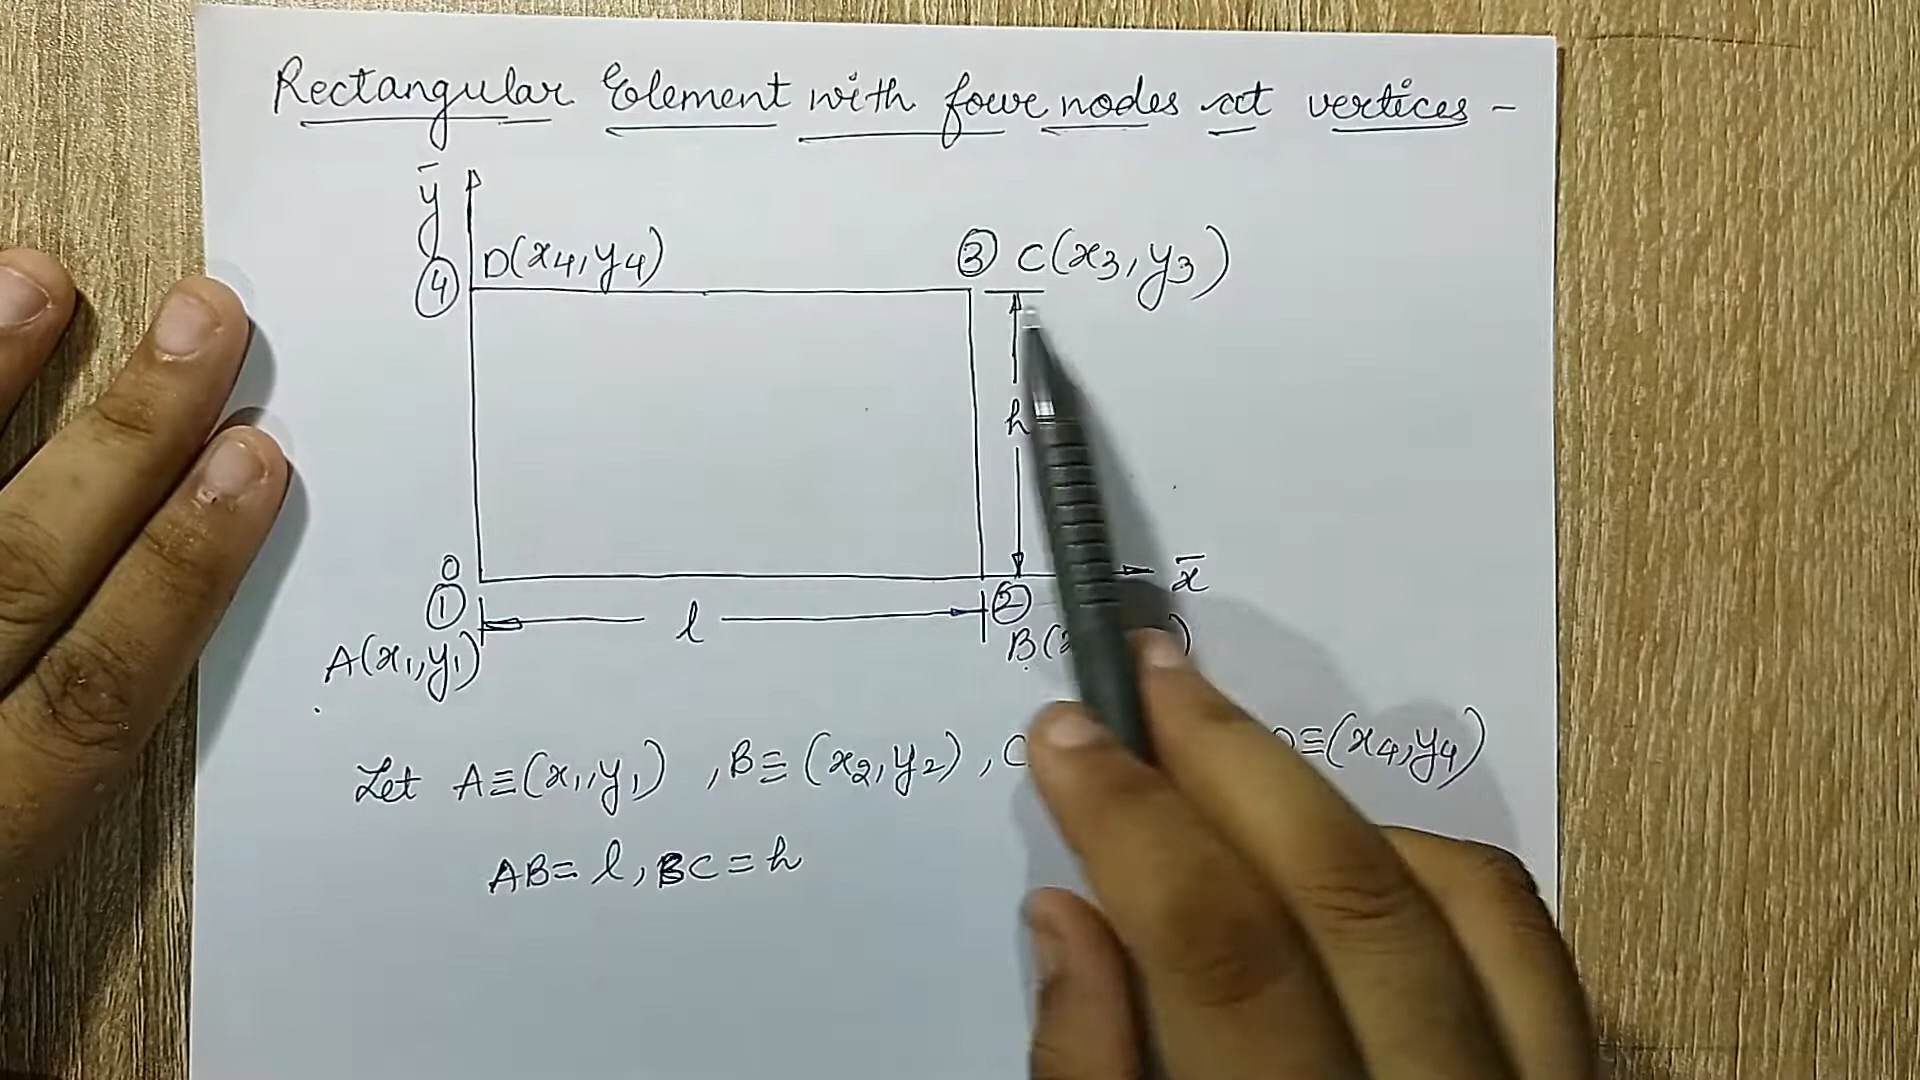 Rectangular Element with four nodes at vertices -
ȳ
④ D(x4,y4) ③ C(x3,y3)
h
0 x̄
① l ②
A(x1,y1) B(
Let A≡(x1,y1) , B≡(x2,y2) , C D≡(x4,y4)
AB= l, BC=h